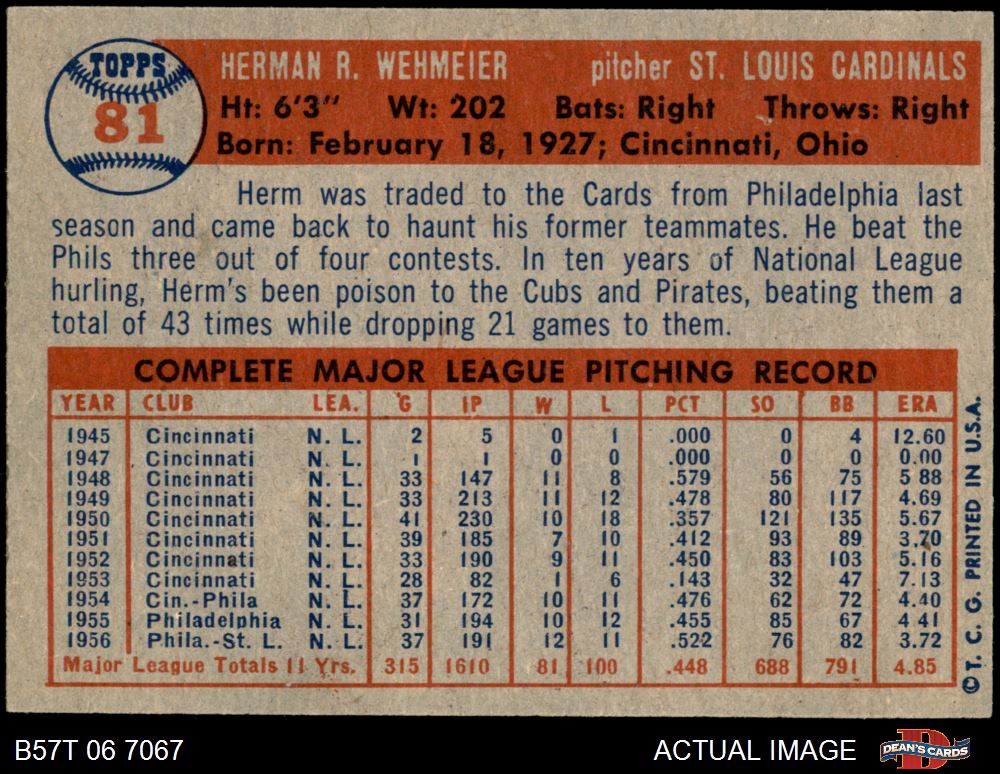 TOPPS
81
HERMAN R. WEHMEIER pitcher ST. LOUIS CARDINALS
Ht: 6'3" Wt: 202 Bats: Right Throws: Right
Born: February 18, 1927; Cincinnati, Ohio
Herm was traded to the Cards from Philadelphia last
season and came back to haunt his former teammates. He beat the
Phils three out of four contests. In ten years of National League
hurling, Herm's been poison to the Cubs and Pirates, beating them a
total of 43 times while dropping 21 games to them.
COMPLETE MAJOR LEAGUE PITCHING RECORD
YEAR CLUB LEA. G IP W L PCT SO BB ERA
1945 Cincinnati N. L. 2 5 0 1 .000 0 4 12.60
1947 Cincinnati N. L. 1 1 0 0 .000 0 0 0.00
1948 Cincinnati N. L. 33 147 11 8 .579 56 75 5 88
1949 Cincinnati N. L. 33 213 11 12 .478 80 117 4.69
1950 Cincinnati N. L. 41 230 10 18 .357 121 135 5.67
1951 Cincinnati N. L. 39 185 7 10 .412 93 89 3.70
1952 Cincinnati N. L. 33 190 9 11 .450 83 103 5.16
1953 Cincinnati N. L. 28 82 1 6 .143 32 47 7.13
1954 Cin.-Phila N. L. 37 172 10 11 .476 62 72 4.40
1955 Philadelphia N. L. 31 194 10 12 .455 85 67 4.41
1956 Phila.-St. L. N. L. 37 191 12 11 .522 76 82 3.72
Major League Totals 11 Yrs. 315 1610 81 100 .448 688 791 4.85
© T. C. G. PRINTED IN U.S.A.
B57T 06 7067 ACTUAL IMAGE DEAN'S CARDS